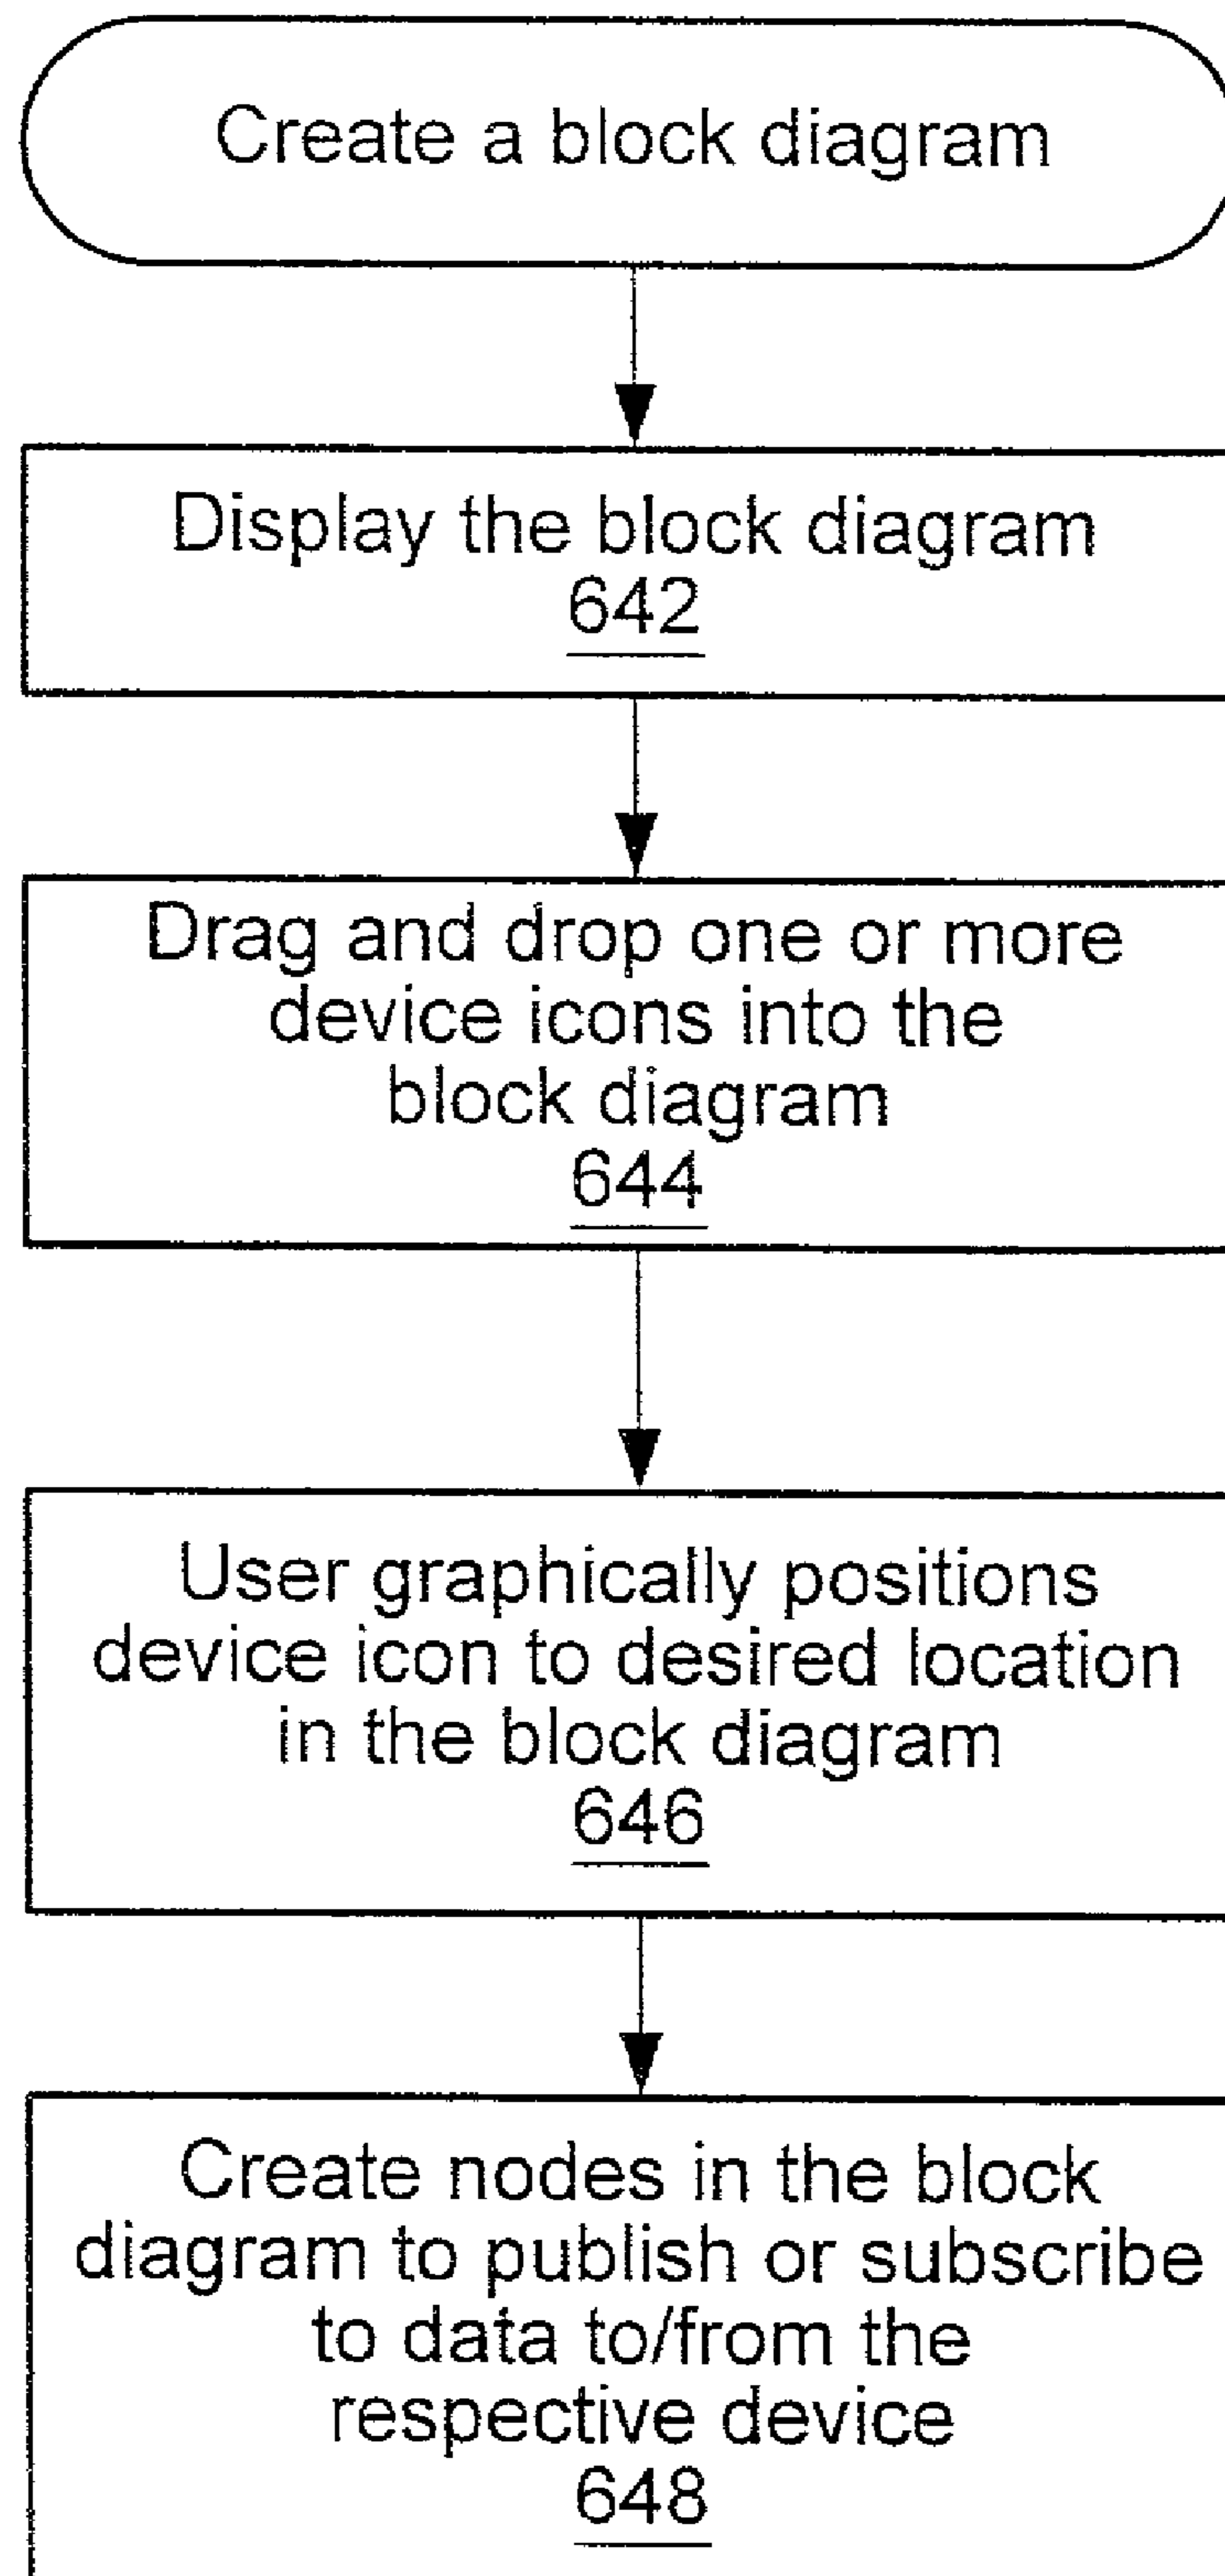 Create a block diagram
Display the block diagram
642
Drag and drop one or more
device icons into the
block diagram
644
User graphically positions
device icon to desired location
in the block diagram
646
Create nodes in the block
diagram to publish or subscribe
to data to/from the
respective device
648